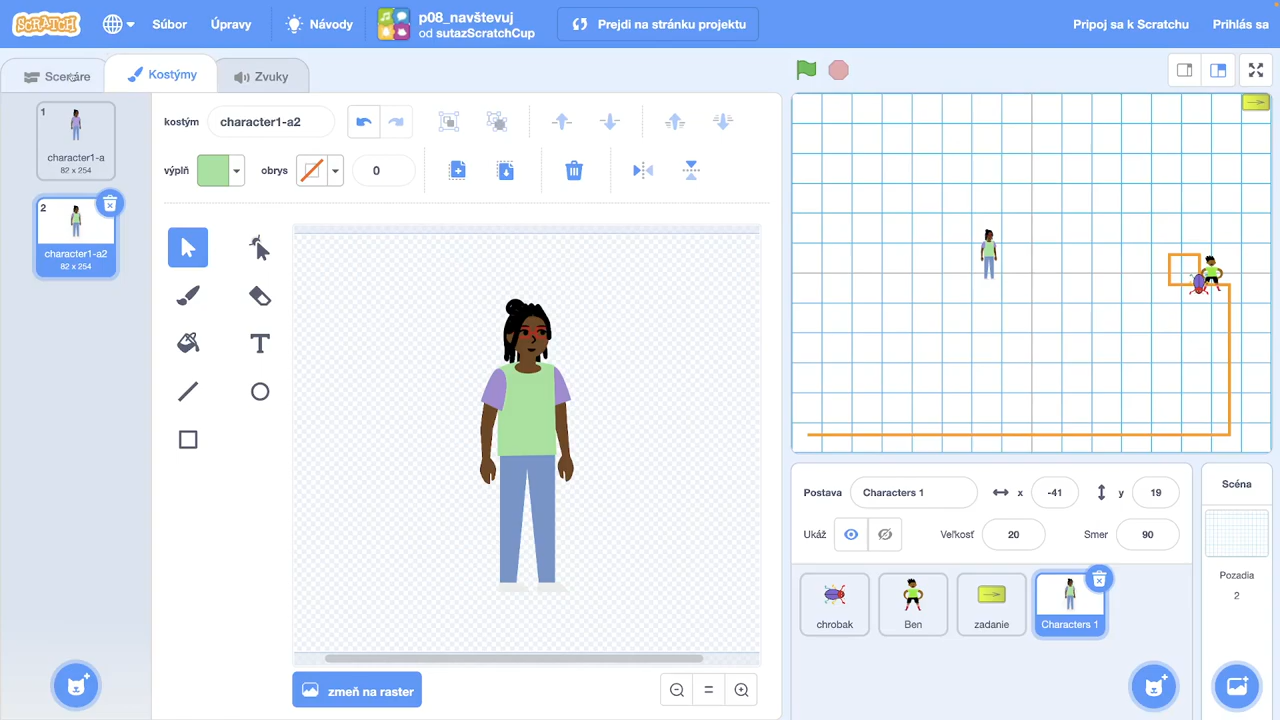 SCRATCH
Súbor
Úpravy
Návody
p08_navštevuj
od sutazScratchCup
Prejdi na stránku projektu
Pripoj sa k Scratchu
Prihlás sa
Scenáre
Kostýmy
Zvuky
1
character1-a
82 x 254
2
character1-a2
82 x 254
kostým
character1-a2
výplň
obrys
0
zmeň na raster
Postava
Characters 1
x
-41
y
19
Ukáž
Veľkosť
20
Smer
90
chrobak
Ben
zadanie
Characters 1
Scéna
Pozadia
2